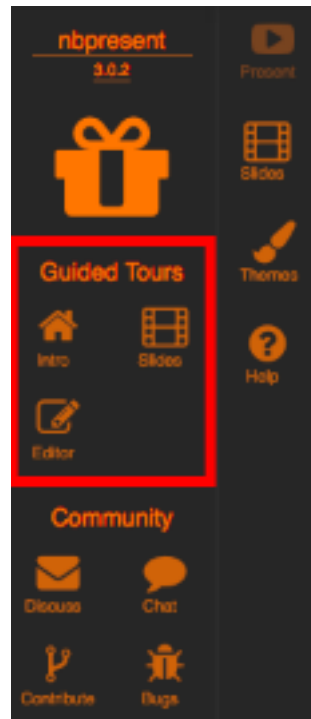 nbpresent
3.0.2
Guided Tours
Intro
Slides
Editor
Community
Discuss
Chat
Contribute
Bugs
Present
Slides
Themes
Help